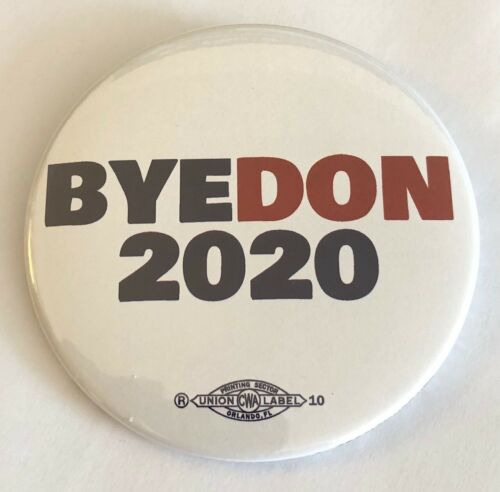 BYEDON
2020
PRINTING SECTOR
® UNION CWA LABEL 10
ORLANDO, FL